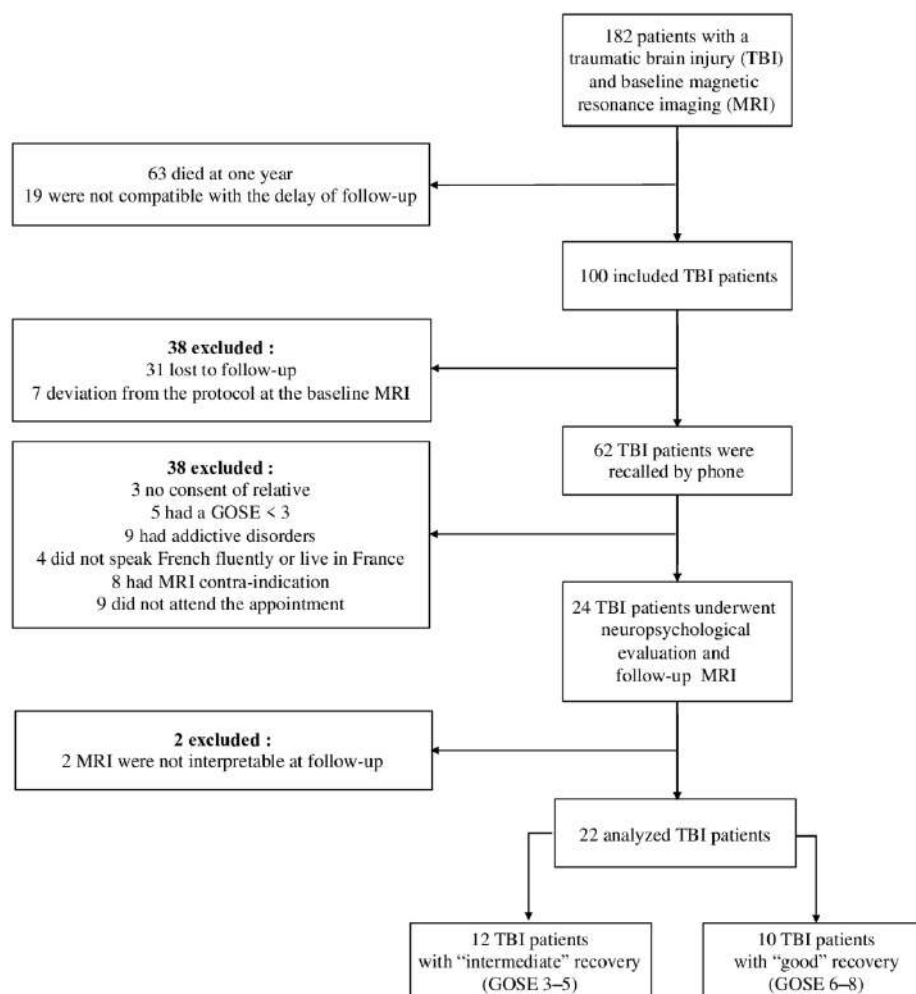 182 patients with a
traumatic brain injury (TBI)
and baseline magnetic
resonance imaging (MRI)
63 died at one year
19 were not compatible with the delay of follow-up
100 included TBI patients
38 excluded :
31 lost to follow-up
7 deviation from the protocol at the baseline MRI
62 TBI patients were
recalled by phone
38 excluded :
3 no consent of relative
5 had a GOSE < 3
9 had addictive disorders
4 did not speak French fluently or live in France
8 had MRI contra-indication
9 did not attend the appointment
24 TBI patients underwent
neuropsychological
evaluation and
follow-up MRI
2 excluded :
2 MRI were not interpretable at follow-up
22 analyzed TBI patients
12 TBI patients
with “intermediate” recovery
(GOSE 3–5)
10 TBI patients
with “good” recovery
(GOSE 6–8)